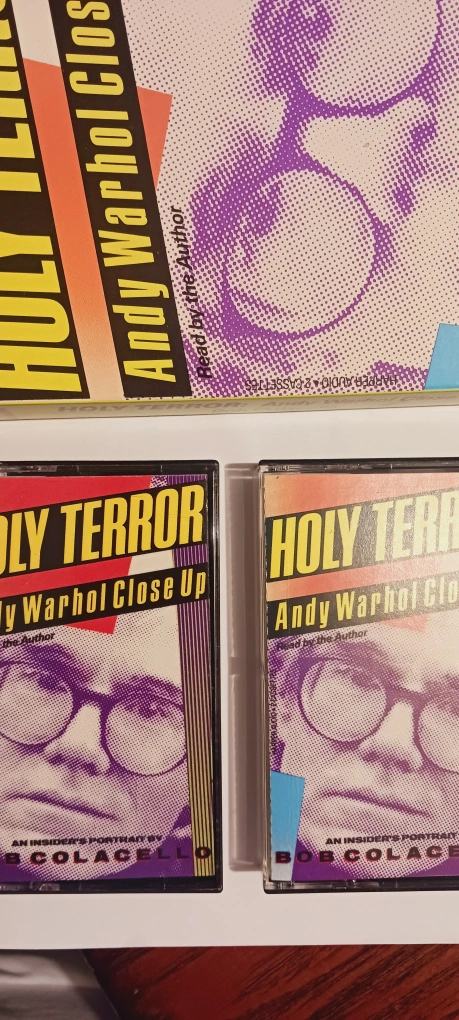 HOLY TERRO
Andy Warhol Clos
Read by the Author
HARPER AUDIO • 2 CASSETTES
HOLY TERROR:
OLY TERROR
dy Warhol Close Up
the Author
AN INSIDER'S PORTRAIT BY
B COLACELLO
HOLY TERR
Andy Warhol Clo
Read by the Author
AN INSIDER'S PORTRAIT
BOB COLACE